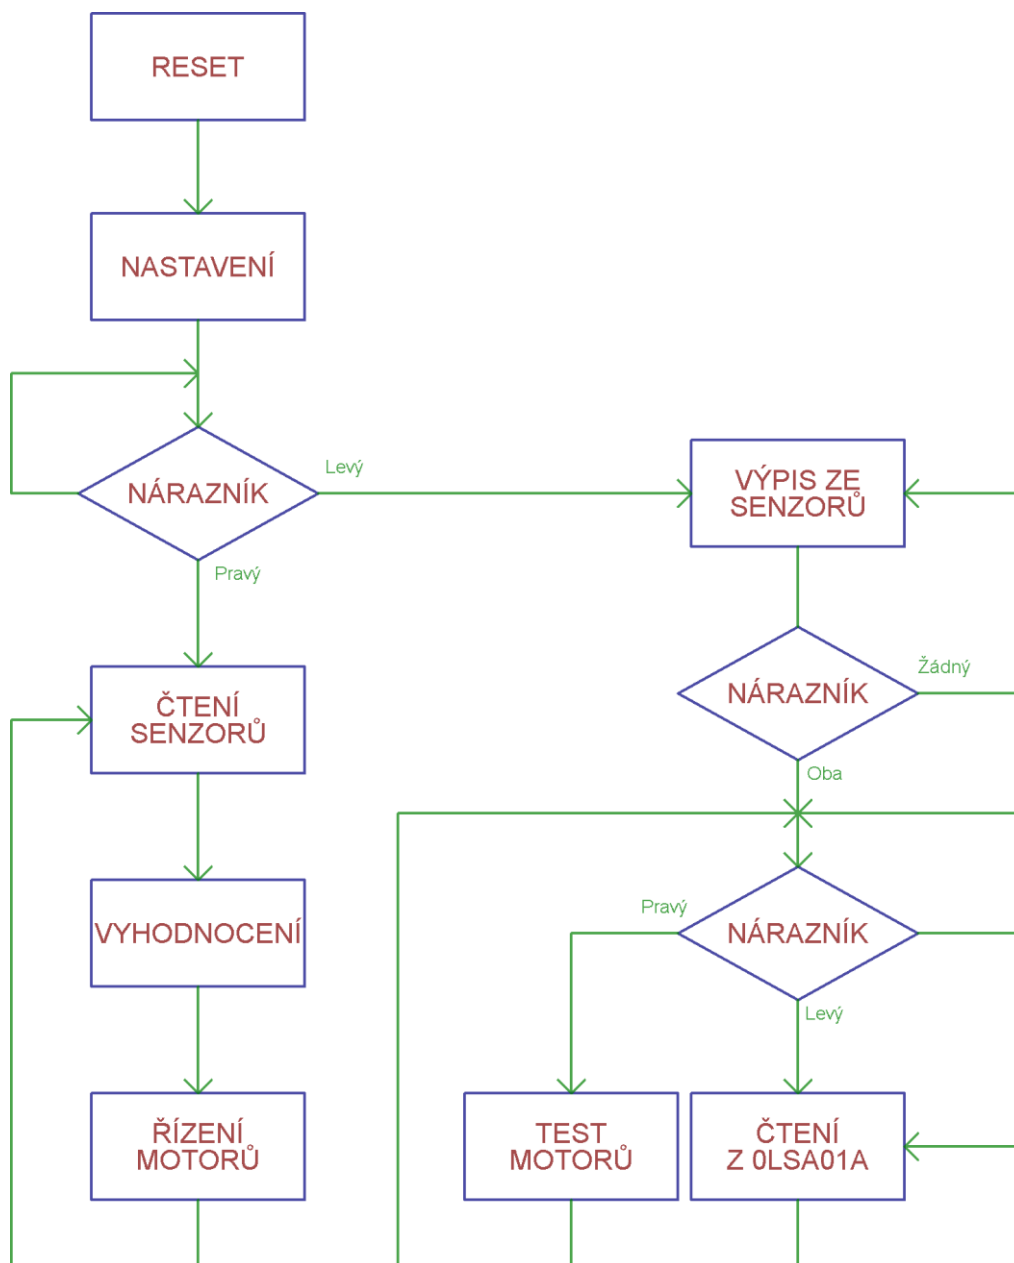 RESET
NASTAVENÍ
NÁRAZNÍK
Levý
Pravý
VÝPIS ZE
SENZORŮ
NÁRAZNÍK
Žádný
Oba
ČTENÍ
SENZORŮ
VYHODNOCENÍ
NÁRAZNÍK
Pravý
Levý
ŘÍZENÍ
MOTORŮ
TEST
MOTORŮ
ČTENÍ
Z 0LSA01A